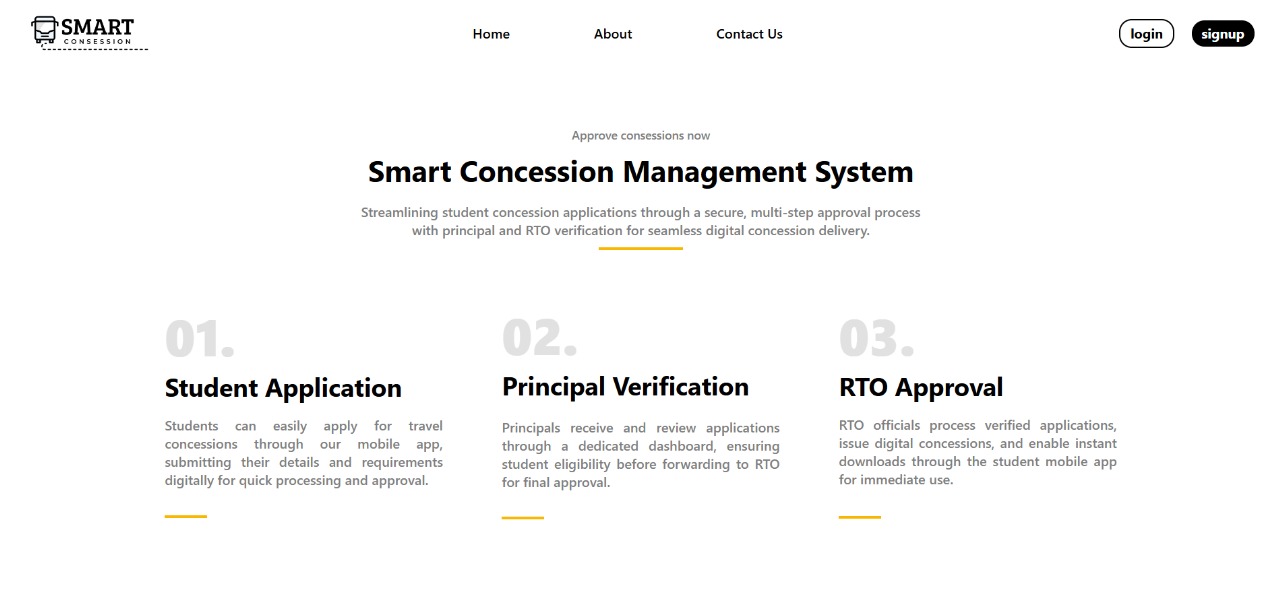 SMART
CONSESSION
Home
About
Contact Us
login
signup
Approve consessions now
Smart Concession Management System
Streamlining student concession applications through a secure, multi-step approval process
with principal and RTO verification for seamless digital concession delivery.
01.
Student Application
Students can easily apply for travel
concessions through our mobile app,
submitting their details and requirements
digitally for quick processing and approval.
02.
Principal Verification
Principals receive and review applications
through a dedicated dashboard, ensuring
student eligibility before forwarding to RTO
for final approval.
03.
RTO Approval
RTO officials process verified applications,
issue digital concessions, and enable instant
downloads through the student mobile app
for immediate use.